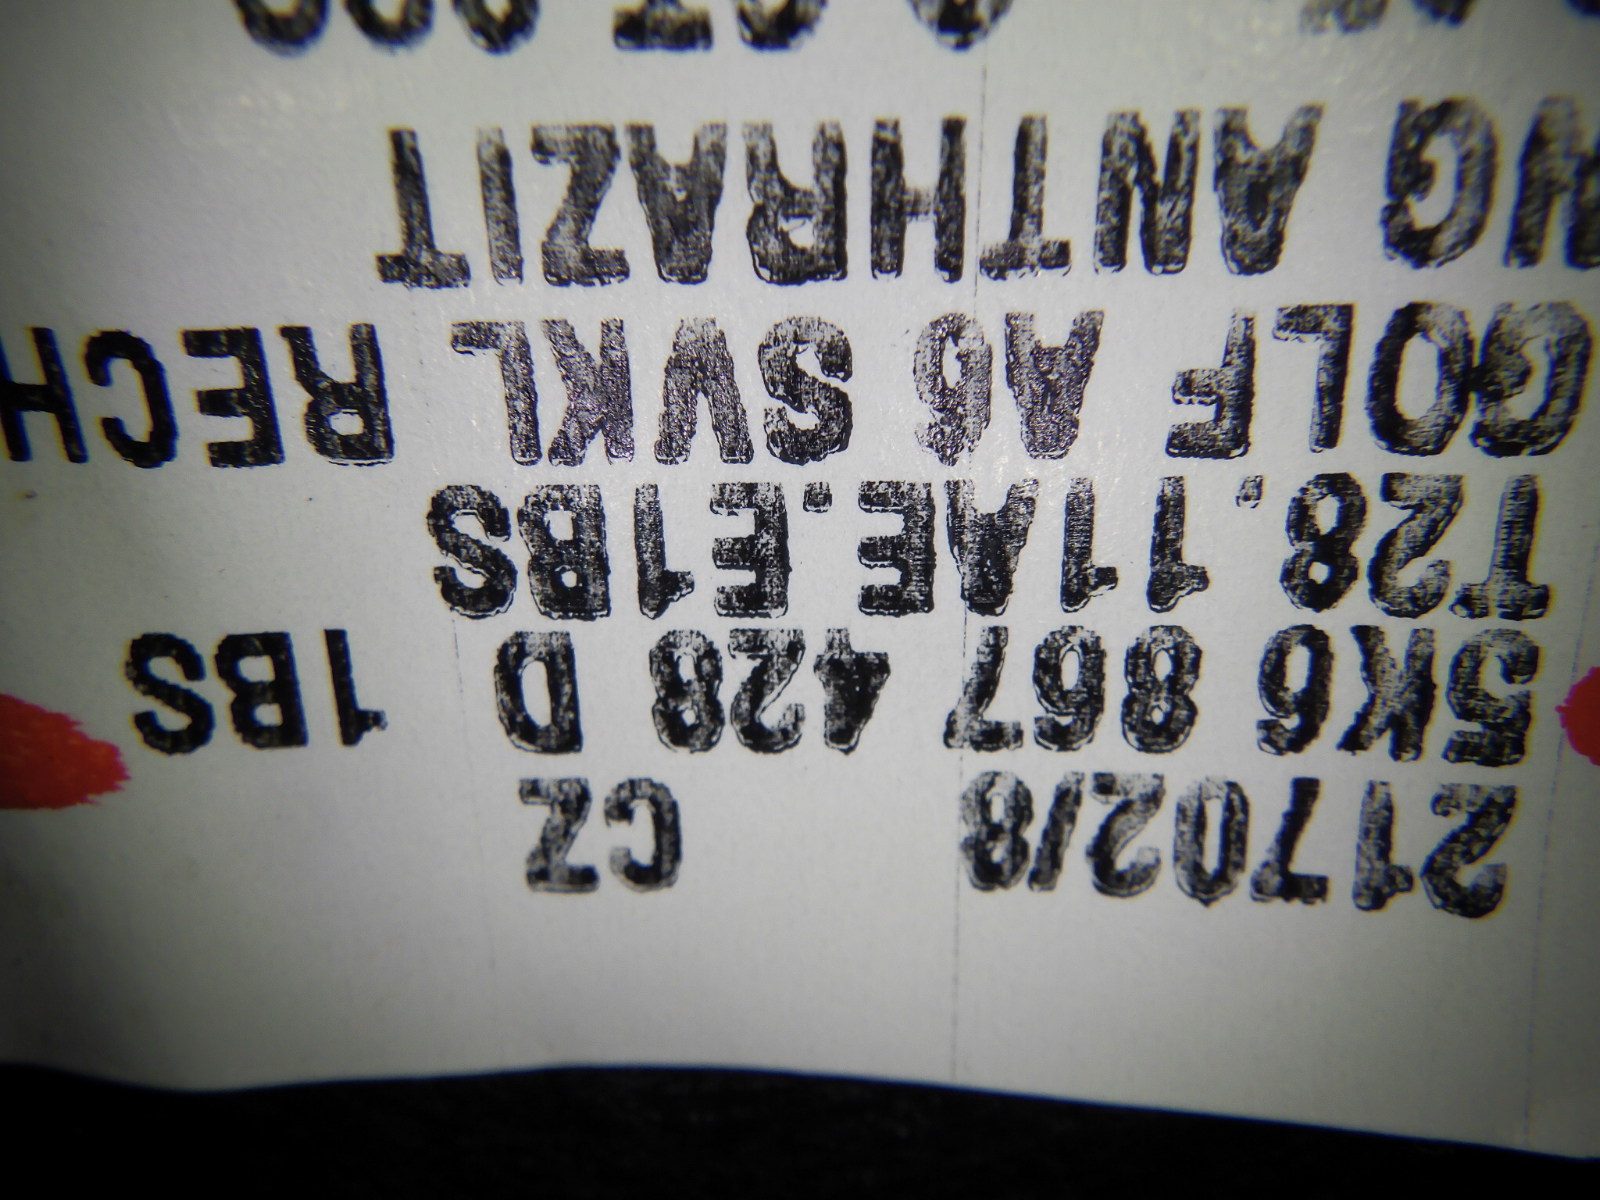 21702/8 CZ
5K6 867 428 D 1BS
T28.11AE.E1BS
GOLF A6 SVKL RECH
NG ANTHRAZIT